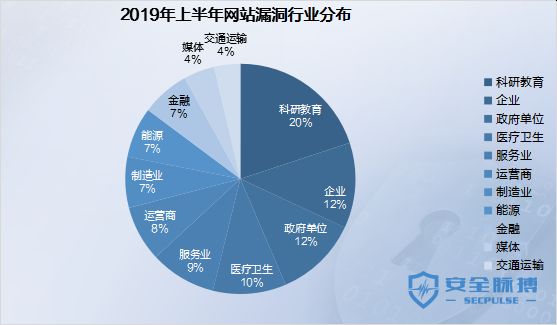 2019年上半年网站漏洞行业分布
交通运输
4%
媒体
4%
金融
7%
能源
7%
制造业
7%
运营商
8%
服务业
9%
医疗卫生
10%
政府单位
12%
企业
12%
科研教育
20%
科研教育
企业
政府单位
医疗卫生
服务业
运营商
制造业
能源
金融
媒体
交通运输
安全脉搏
SECPULSE